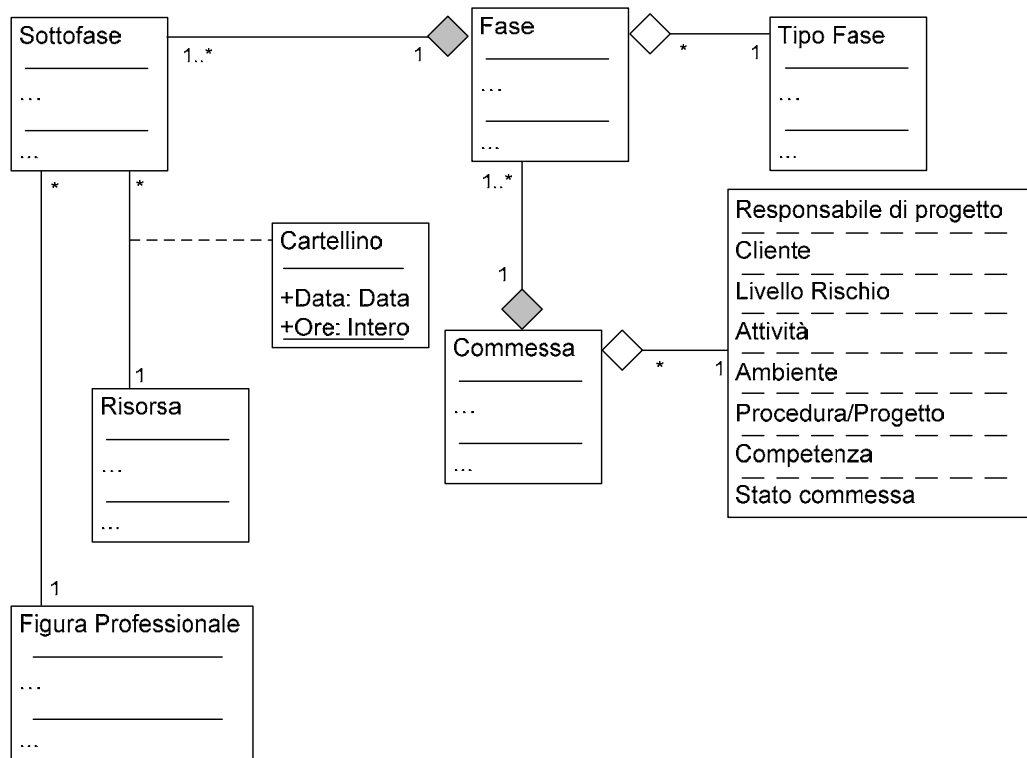 Sottofase
...
...
1..*
1
Fase
...
...
*
1
Tipo Fase
...
...
*
*
1..*
1
Cartellino
+Data: Data
+Ore: Intero
Responsabile di progetto
Cliente
Livello Rischio
Attività
Ambiente
Procedura/Progetto
Competenza
Stato commessa
Commessa
...
...
*
1
1
Risorsa
...
...
1
Figura Professionale
...
...